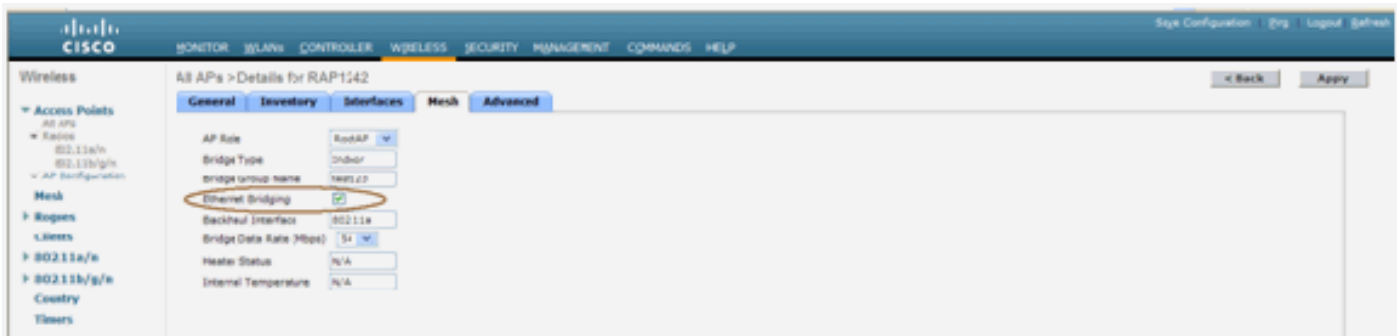 Save Configuration Ping Logout Refresh
CISCO
MONITOR WLANs CONTROLLER WIRELESS SECURITY MANAGEMENT COMMANDS HELP
Wireless
All APs > Details for RAP1242
< Back Apply
General Interfaces Inventory Mesh Advanced
Access Points
All APs
Radios
802.11a/n
802.11b/g/n
AP Configuration
Mesh
Rogues
Clients
802.11a/n
802.11b/g/n
Country
Timers
AP Role RootAP
Bridge Type Indoor
Bridge Group Name test123
Ethernet Bridging
Backhaul Interface 80211a
Bridge Data Rate (Mbps) 54
Heater Status N/A
Internal Temperature N/A